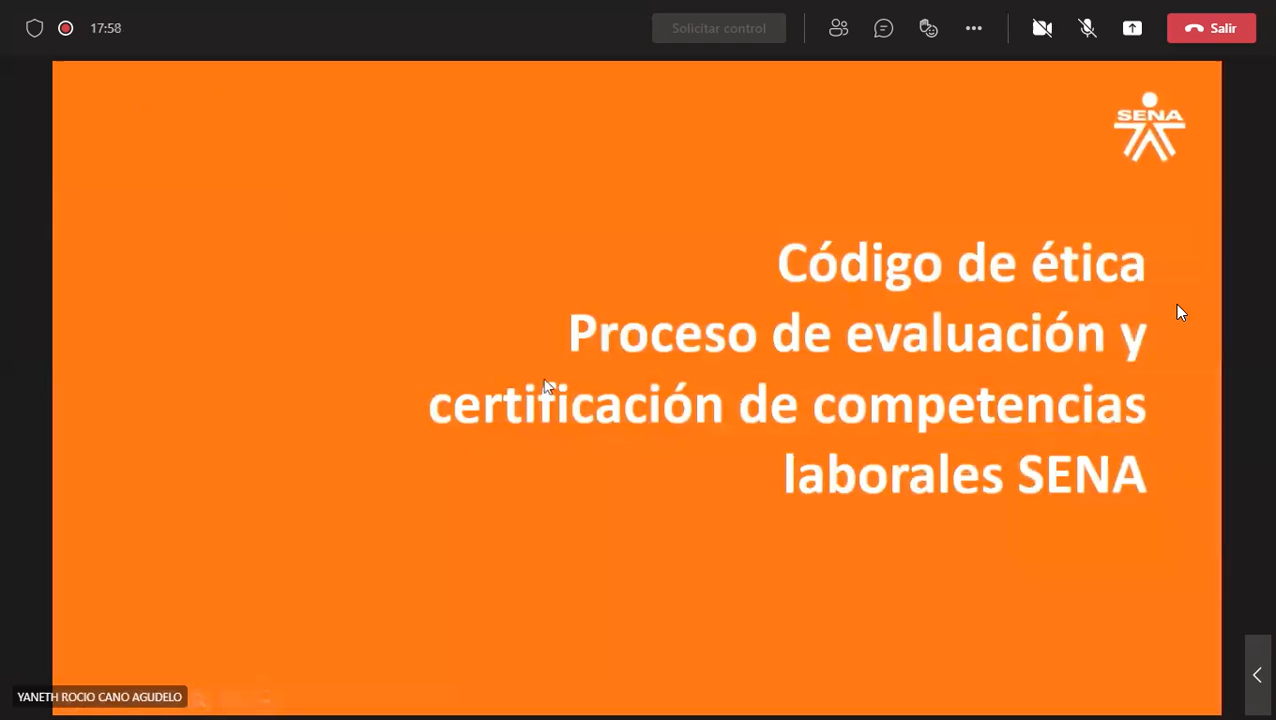 17:58
Solicitar control
Salir
SENA
Código de ética
Proceso de evaluación y
certificación de competencias
laborales SENA
YANETH ROCIO CANO AGUDELO